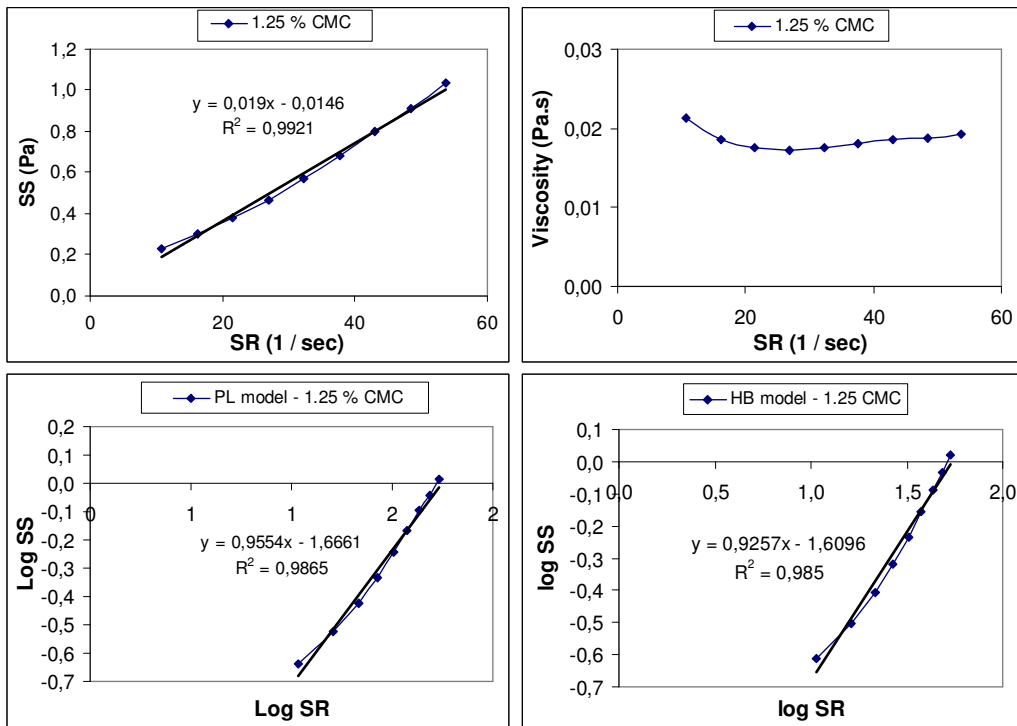 1.25 % CMC
1,2
1,0
0,8
0,6
0,4
0,2
0,0
SS (Pa)
y = 0,019x - 0,0146
R² = 0,9921
0
20
40
60
SR (1 / sec)
1.25 % CMC
0,03
0,02
0,01
0,00
Viscosity (Pa.s)
0
20
40
60
SR (1 / sec)
PL model - 1.25 % CMC
0,2
0,1
0,0
-0,1
-0,2
-0,3
-0,4
-0,5
-0,6
-0,7
Log SS
0
1
1
2
2
y = 0,9554x - 1,6661
R² = 0,9865
Log SR
HB model - 1.25 CMC
0,1
0,0
-0,1
-0,2
-0,3
-0,4
-0,5
-0,6
-0,7
log SS
0,0
0,5
1,0
1,5
2,0
y = 0,9257x - 1,6096
R² = 0,985
log SR